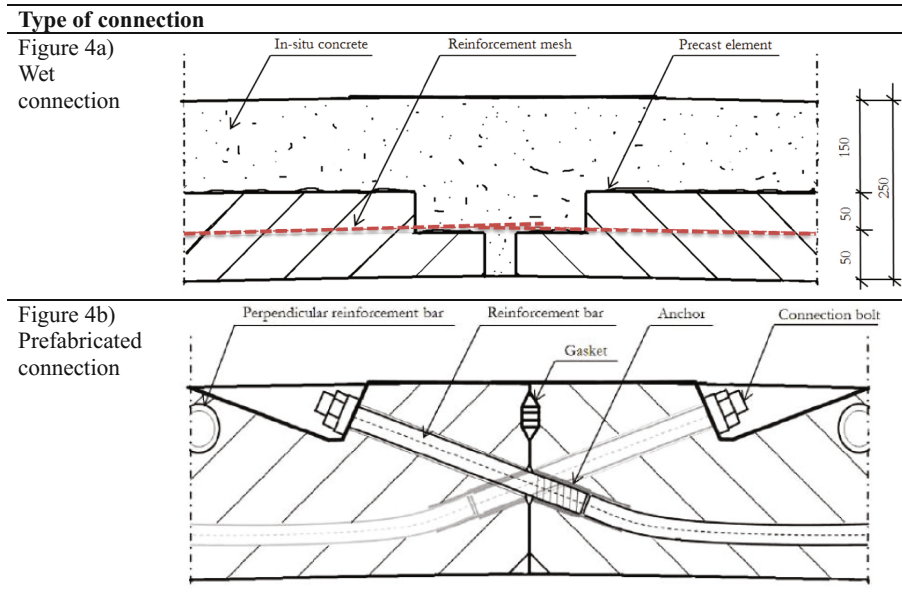 Type of connection
Figure 4a)
Wet
connection
In-situ concrete
Reinforcement mesh
Precast element
150
50
50
250
Figure 4b)
Prefabricated
connection
Perpendicular reinforcement bar
Reinforcement bar
Anchor
Connection bolt
Gasket